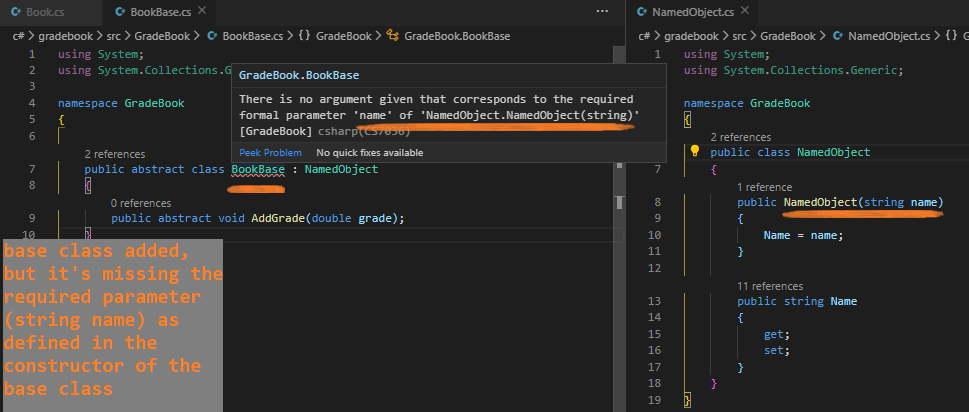 Book.cs
BookBase.cs ×
···
c# > gradebook > src > GradeBook > BookBase.cs > {} GradeBook > GradeBook.BookBase
1 using System;
2 using System.Collections.G
3
4 namespace GradeBook
5 {
6
GradeBook.BookBase
There is no argument given that corresponds to the required
formal parameter 'name' of 'NamedObject.NamedObject(string)'
[GradeBook] csharp(CS7036)
Peek Problem No quick fixes available
2 references
7 public abstract class BookBase : NamedObject
8 {
0 references
9 public abstract void AddGrade(double grade);
10 }
base class added,
but it's missing the
required parameter
(string name) as
defined in the
constructor of the
base class
NamedObject.cs ×
c# > gradebook > src > GradeBook > NamedObject.cs > {} G
1 using System;
2 using System.Collections.Generic;
namespace GradeBook
{
2 references
public class NamedObject
7 {
1 reference
8 public NamedObject(string name)
9 {
10 Name = name;
11 }
12
11 references
13 public string Name
14 {
15 get;
16 set;
17 }
18 }
19 }